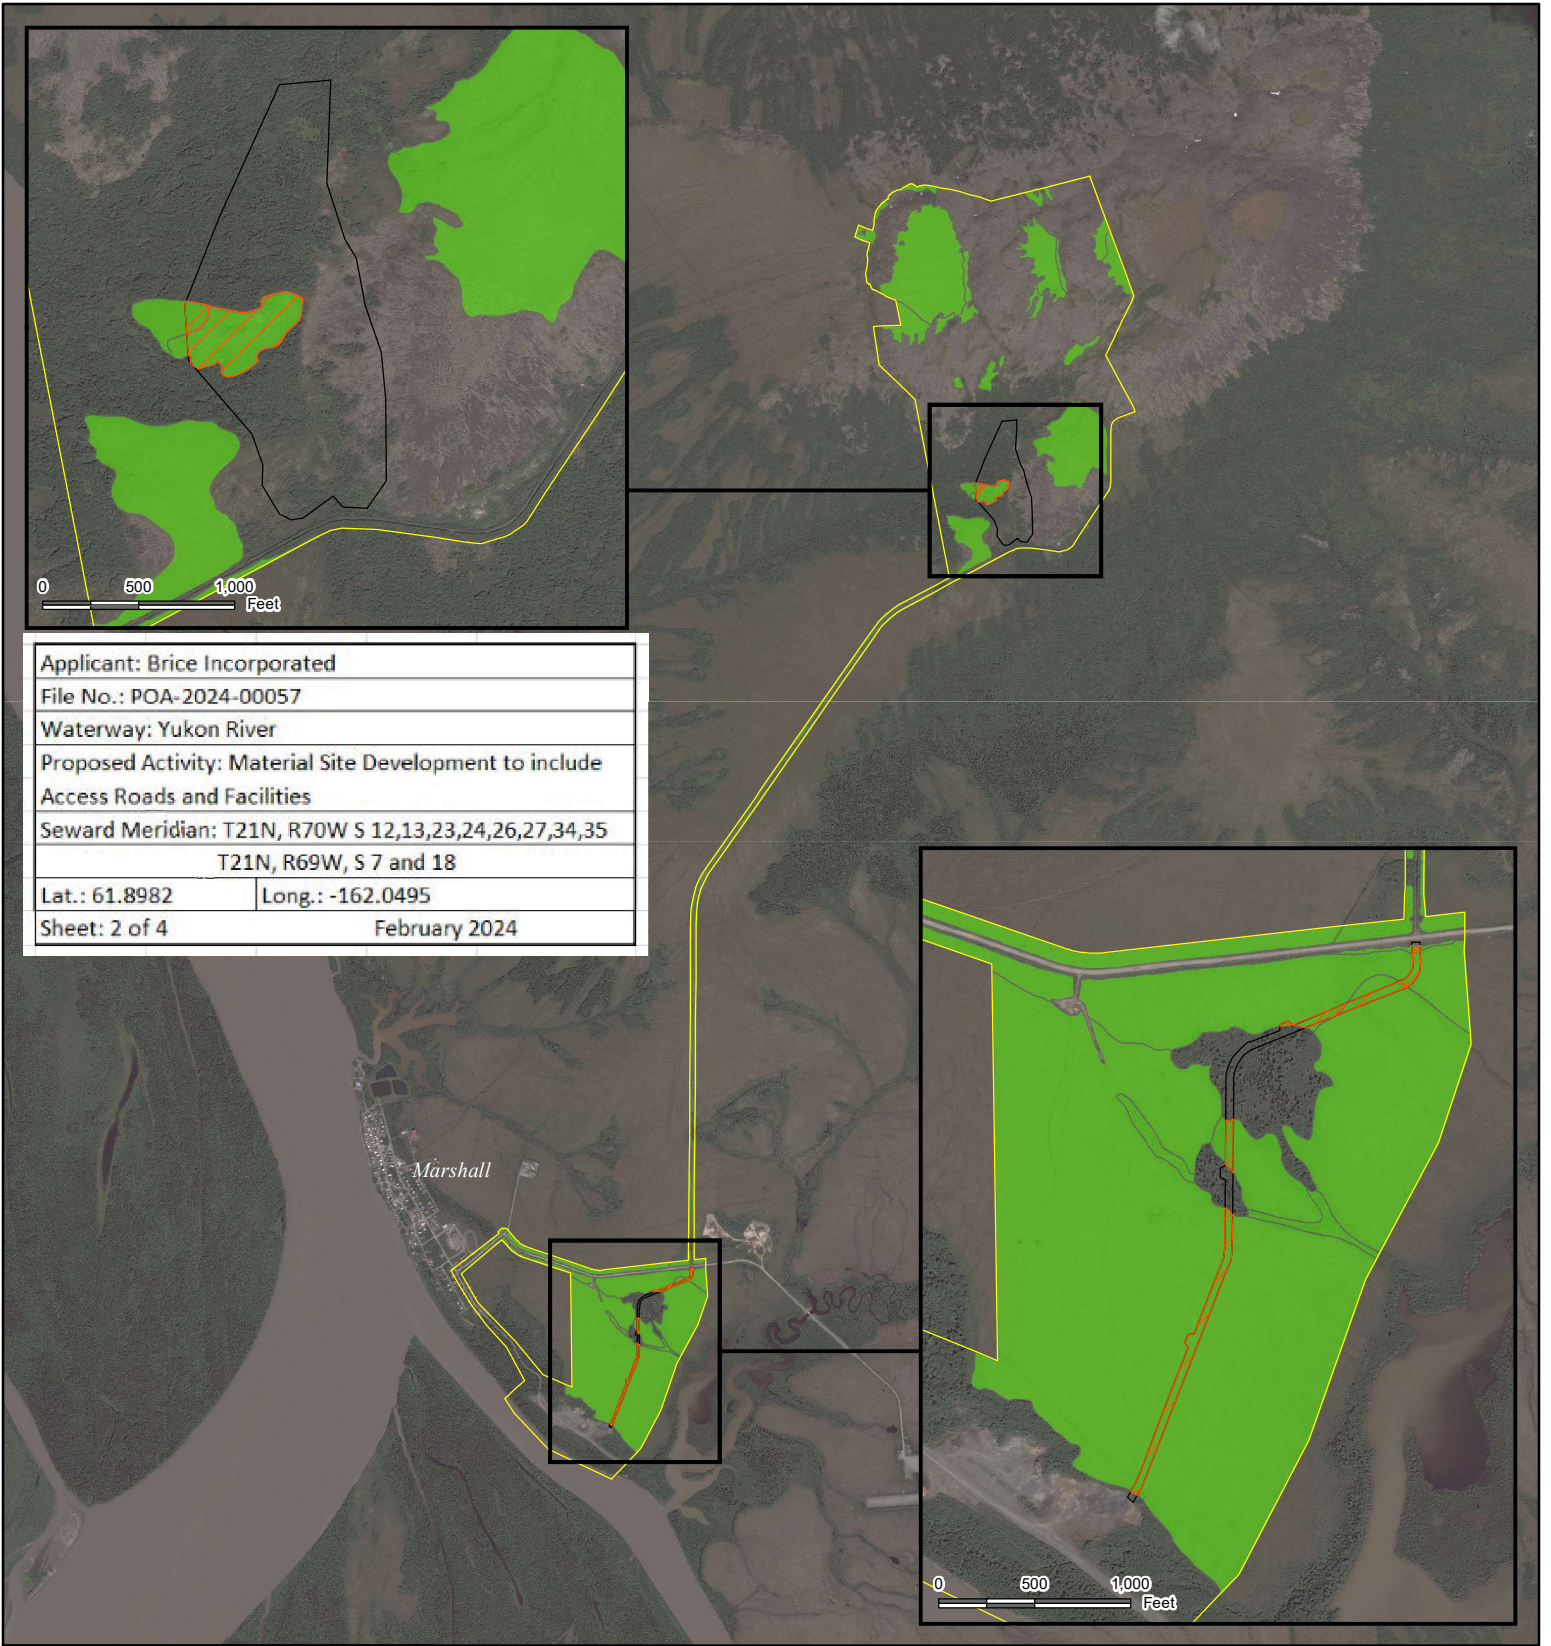 0 500 1,000
Feet
Applicant: Brice Incorporated
File No.: POA-2024-00057
Waterway: Yukon River
Proposed Activity: Material Site Development to include
Access Roads and Facilities
Seward Meridian: T21N, R70W S 12,13,23,24,26,27,34,35
T21N, R69W, S 7 and 18
Lat.: 61.8982 Long.: -162.0495
Sheet: 2 of 4 February 2024
Marshall
0 500 1,000
Feet